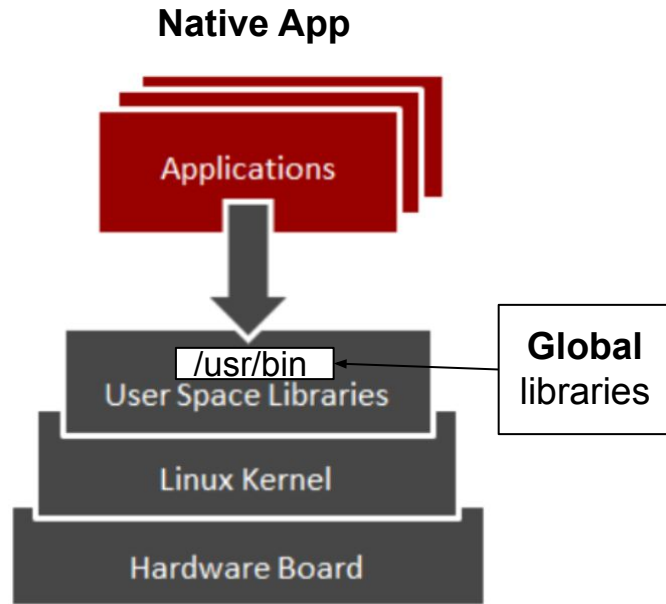 Native App
Applications
/usr/bin
User Space Libraries
Global
libraries
Linux Kernel
Hardware Board